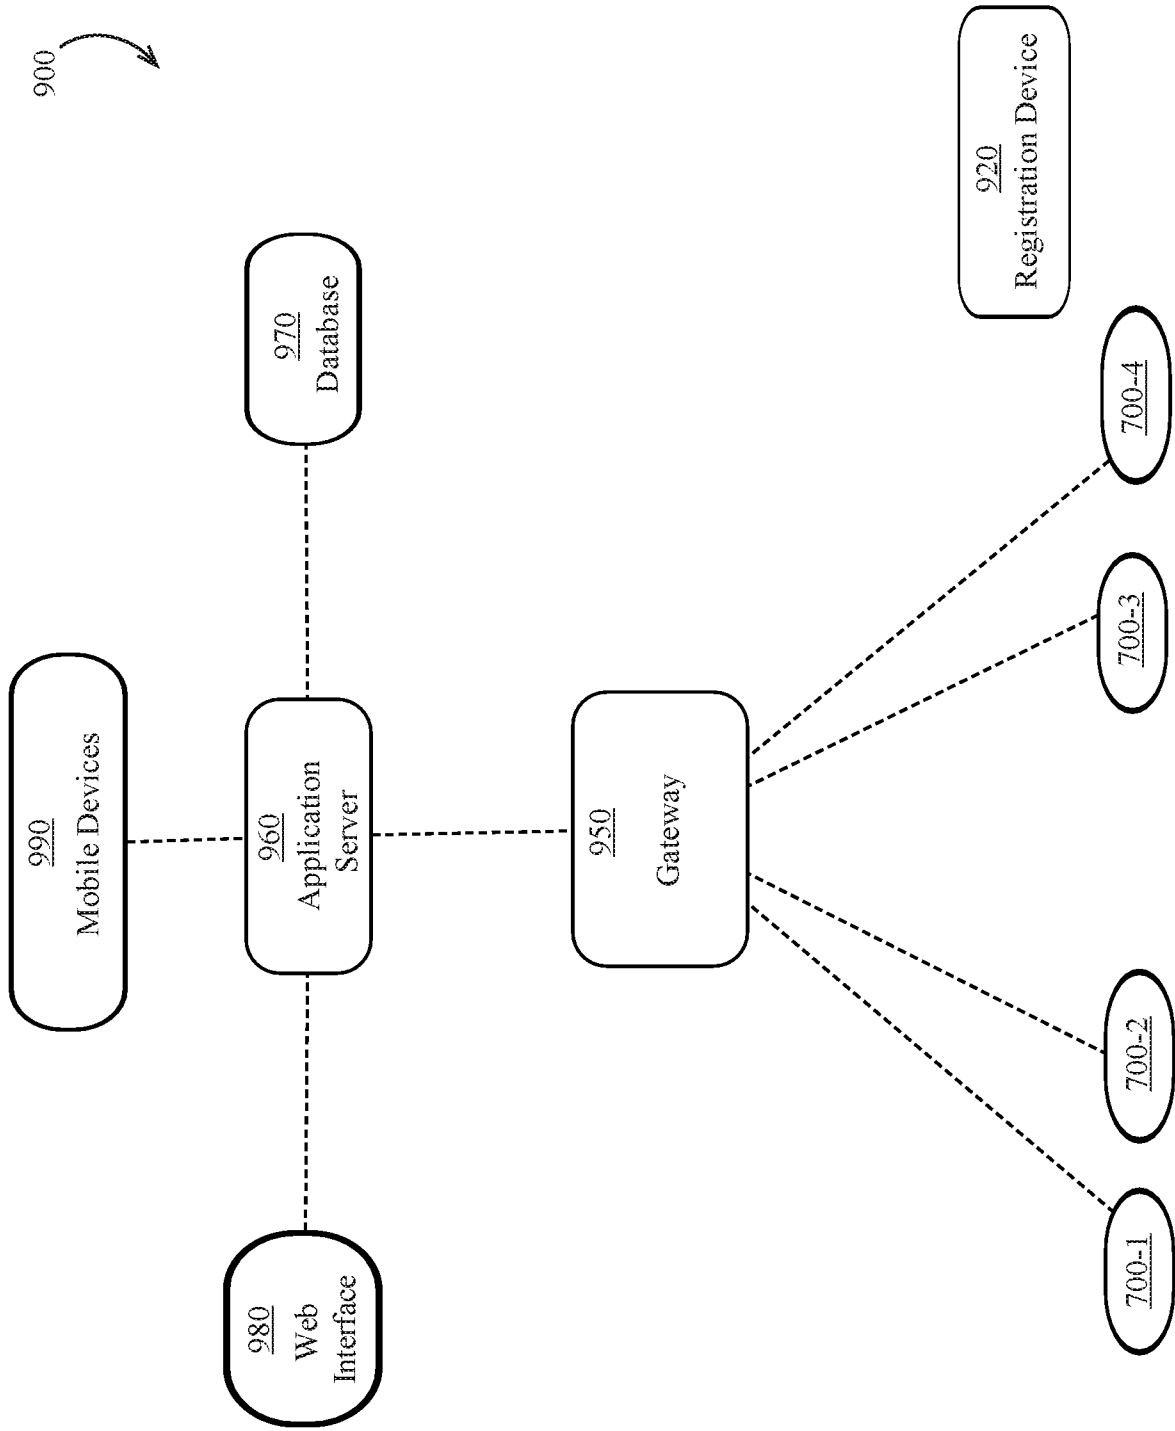 900
990
Mobile Devices
980
Web
Interface
960
Application
Server
970
Database
950
Gateway
920
Registration Device
700-1
700-2
700-3
700-4